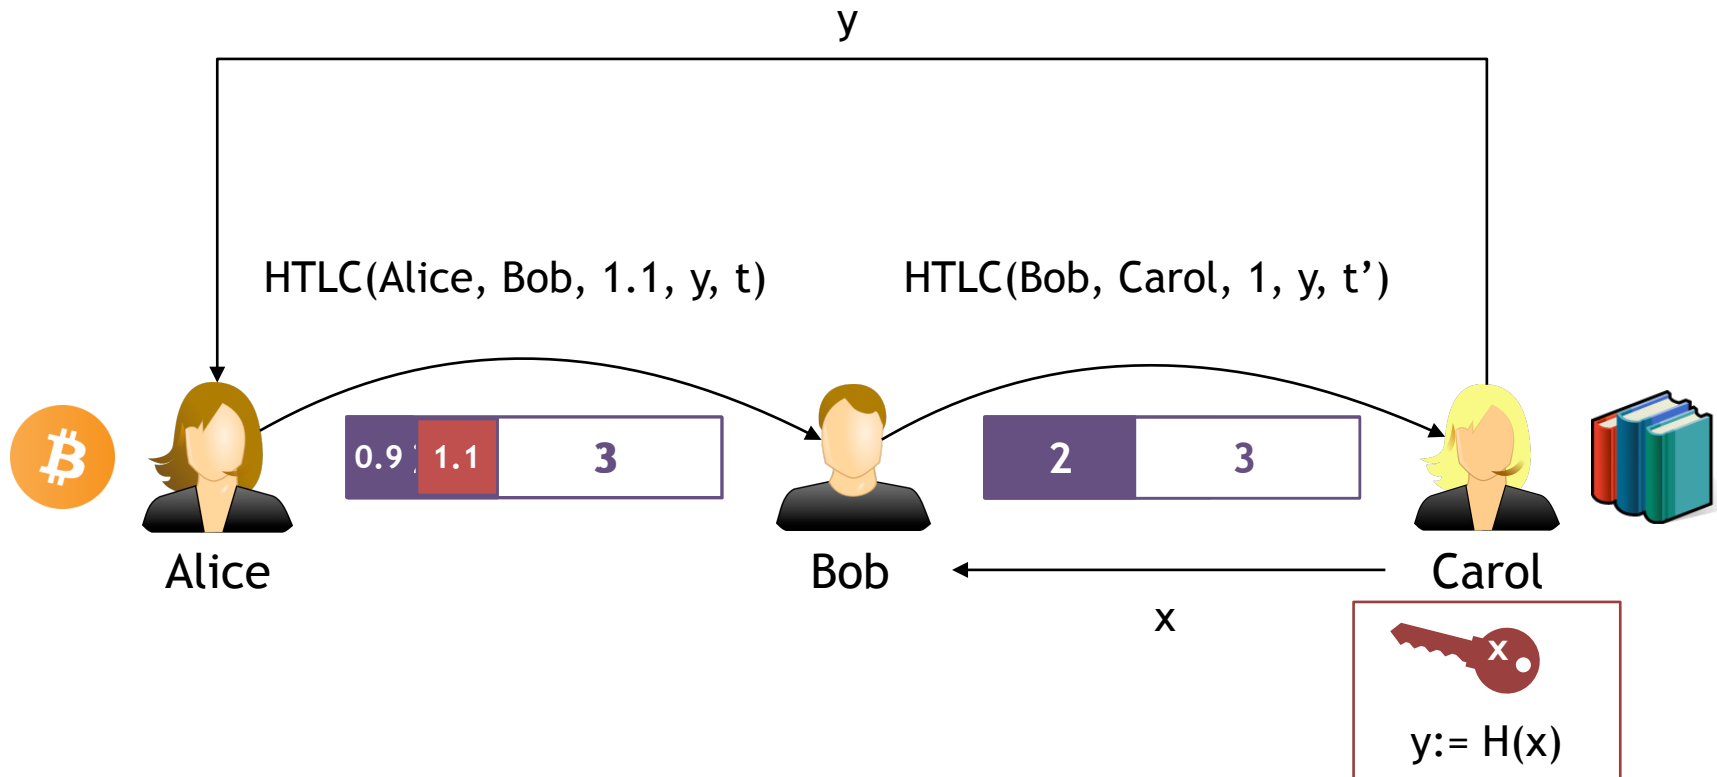 y
HTLC(Alice, Bob, 1.1, y, t)
HTLC(Bob, Carol, 1, y, t’)
0.9
1.1
3
2
3
Alice
Bob
Carol
x
x
y:= H(x)